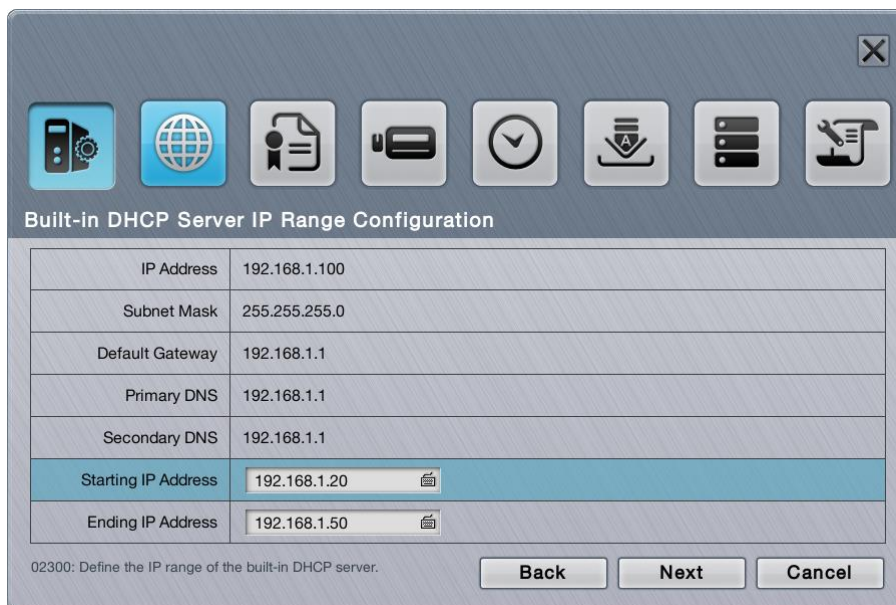 Built-in DHCP Server IP Range Configuration
IP Address 192.168.1.100
Subnet Mask 255.255.255.0
Default Gateway 192.168.1.1
Primary DNS 192.168.1.1
Secondary DNS 192.168.1.1
Starting IP Address 192.168.1.20
Ending IP Address 192.168.1.50
02300: Define the IP range of the built-in DHCP server.
Back Next Cancel